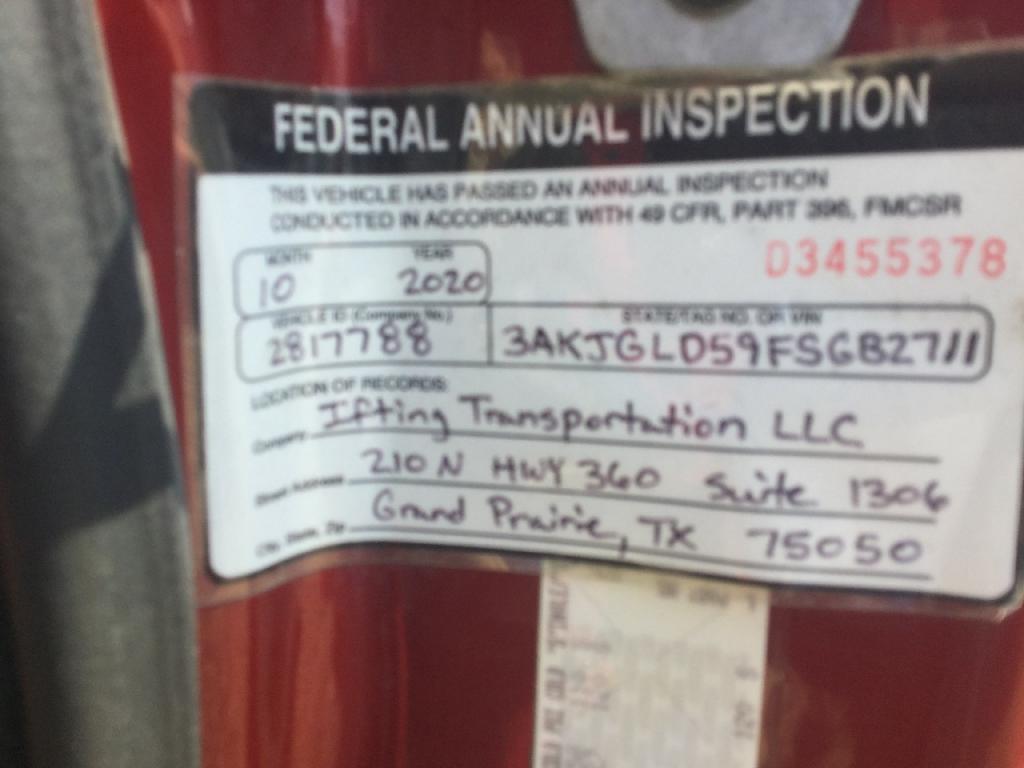 FEDERAL ANNUAL INSPECTION
THIS VEHICLE HAS PASSED AN ANNUAL INSPECTION
CONDUCTED IN ACCORDANCE WITH 49 CFR, PART 396, FMCSR
03455378
MONTH YEAR
10 2020
VEHICLE ID (Company No.) STATE/TAG NO. OR VIN
2817788 3AKJGLD59FSGB2711
LOCATION OF RECORDS:
Company Ifting Transportation LLC
Street Address 210 N HWY 360 Suite 1306
City, State, Zip Grand Prairie, TX 75050